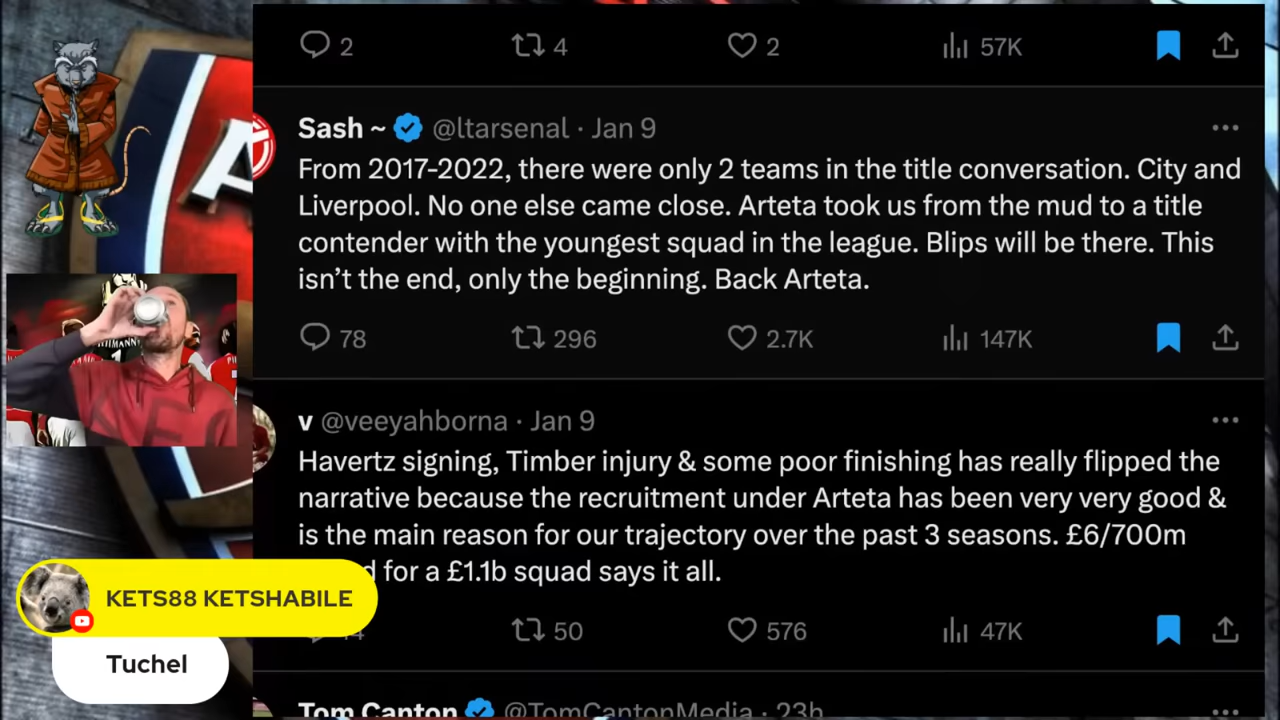 2 4 2 57K
Sash ~ @ltarsenal · Jan 9
From 2017-2022, there were only 2 teams in the title conversation. City and
Liverpool. No one else came close. Arteta took us from the mud to a title
contender with the youngest squad in the league. Blips will be there. This
isn’t the end, only the beginning. Back Arteta.
78 296 2.7K 147K
v @veeyahborna · Jan 9
Havertz signing, Timber injury & some poor finishing has really flipped the
narrative because the recruitment under Arteta has been very very good &
is the main reason for our trajectory over the past 3 seasons. £6/700m
for a £1.1b squad says it all.
50 576 47K
KETS88 KETSHABILE
Tuchel
Tom Canton @TomCantonMedia · 23h